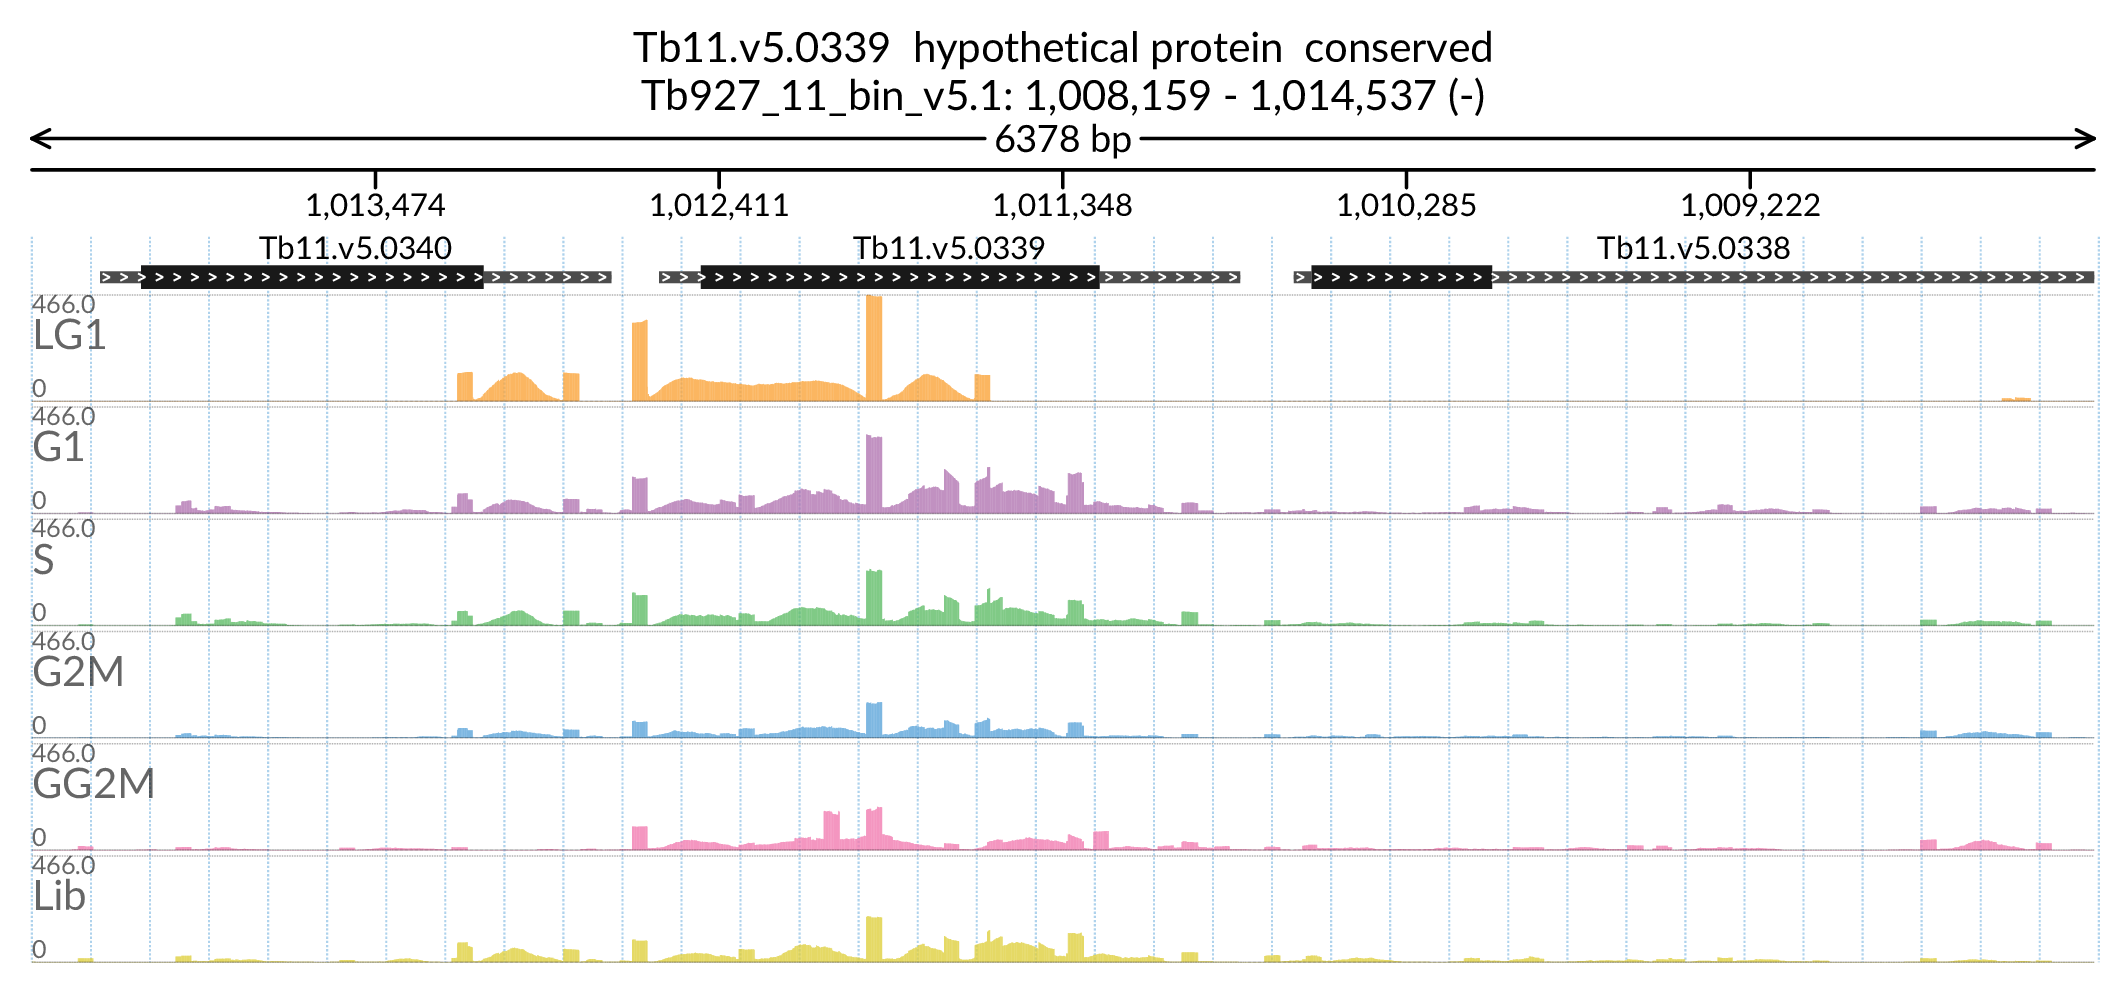 Tb11.v5.0339  hypothetical protein  conserved
Tb927_11_bin_v5.1: 1,008,159 - 1,014,537 (-)
6378 bp
1,013,474 1,012,411 1,011,348 1,010,285 1,009,222
Tb11.v5.0340 Tb11.v5.0339 Tb11.v5.0338
466.0
LG1
0
466.0
G1
0
466.0
S
0
466.0
G2M
0
466.0
GG2M
0
466.0
Lib
0